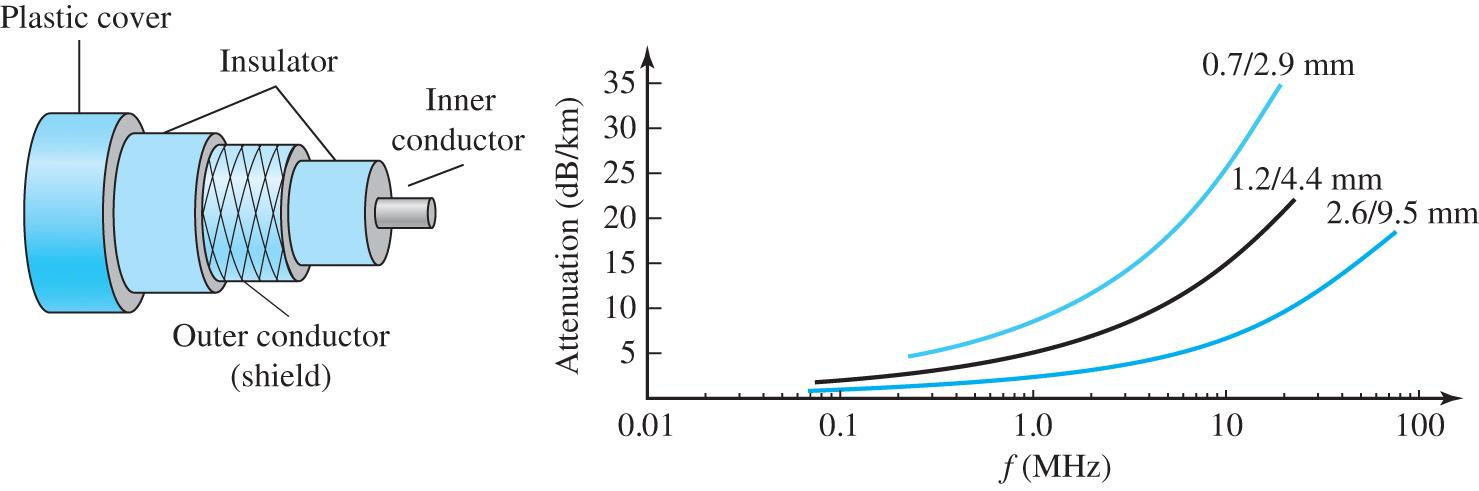 Plastic cover
Insulator
Inner
conductor
Outer conductor
(shield)
Attenuation (dB/km)
35
30
25
20
15
10
5
0.7/2.9 mm
1.2/4.4 mm
2.6/9.5 mm
0.01
0.1
1.0
10
100
f (MHz)